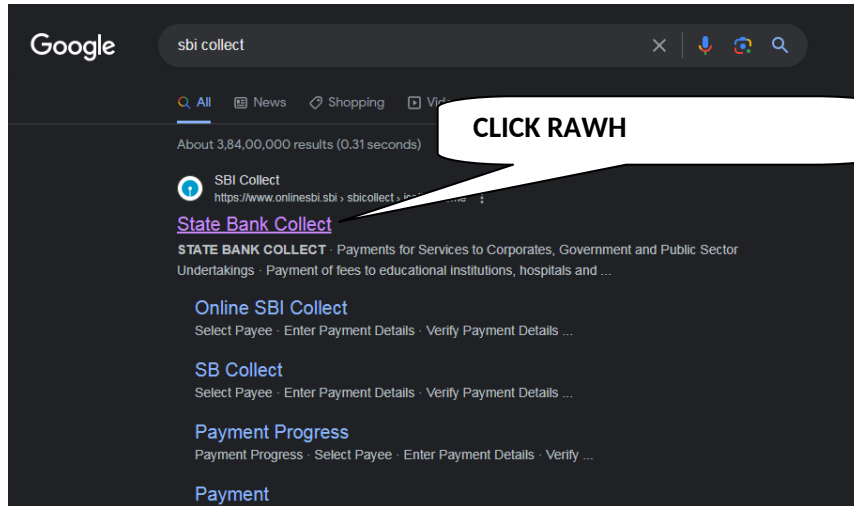 Google
sbi collect
All News Shopping
CLICK RAWH
About 3,84,00,000 results (0.31 seconds)
SBI Collect
https://www.onlinesbi.sbi › sbicollect ›
State Bank Collect
STATE BANK COLLECT · Payments for Services to Corporates, Government and Public Sector
Undertakings · Payment of fees to educational institutions, hospitals and ...
Online SBI Collect
Select Payee · Enter Payment Details · Verify Payment Details ...
SB Collect
Select Payee · Enter Payment Details · Verify Payment Details ...
Payment Progress
Payment Progress · Select Payee · Enter Payment Details · Verify ...
Payment